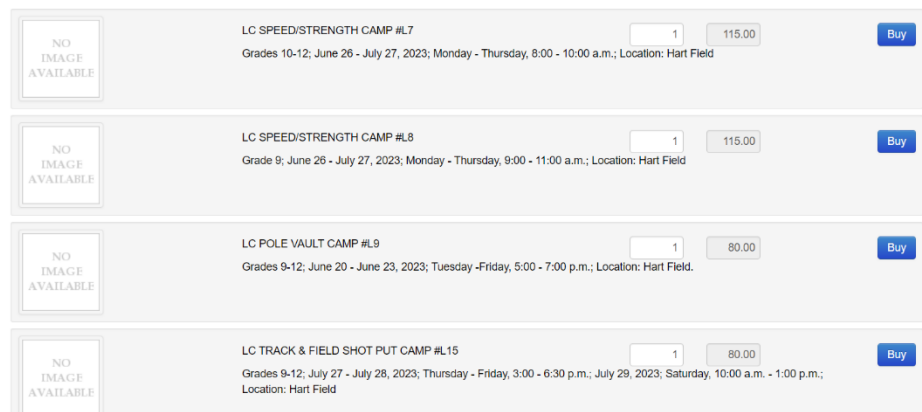 NO
IMAGE
AVAILABLE
LC SPEED/STRENGTH CAMP #L7
1
115.00
Buy
Grades 10-12; June 26 - July 27, 2023; Monday - Thursday, 8:00 - 10:00 a.m.; Location: Hart Field
NO
IMAGE
AVAILABLE
LC SPEED/STRENGTH CAMP #L8
1
115.00
Buy
Grade 9; June 26 - July 27, 2023; Monday - Thursday, 9:00 - 11:00 a.m.; Location: Hart Field
NO
IMAGE
AVAILABLE
LC POLE VAULT CAMP #L9
1
80.00
Buy
Grades 9-12; June 20 - June 23, 2023; Tuesday -Friday, 5:00 - 7:00 p.m.; Location: Hart Field.
NO
IMAGE
AVAILABLE
LC TRACK & FIELD SHOT PUT CAMP #L15
1
80.00
Buy
Grades 9-12; July 27 - July 28, 2023; Thursday - Friday, 3:00 - 6:30 p.m.; July 29, 2023; Saturday, 10:00 a.m. - 1:00 p.m.;
Location: Hart Field